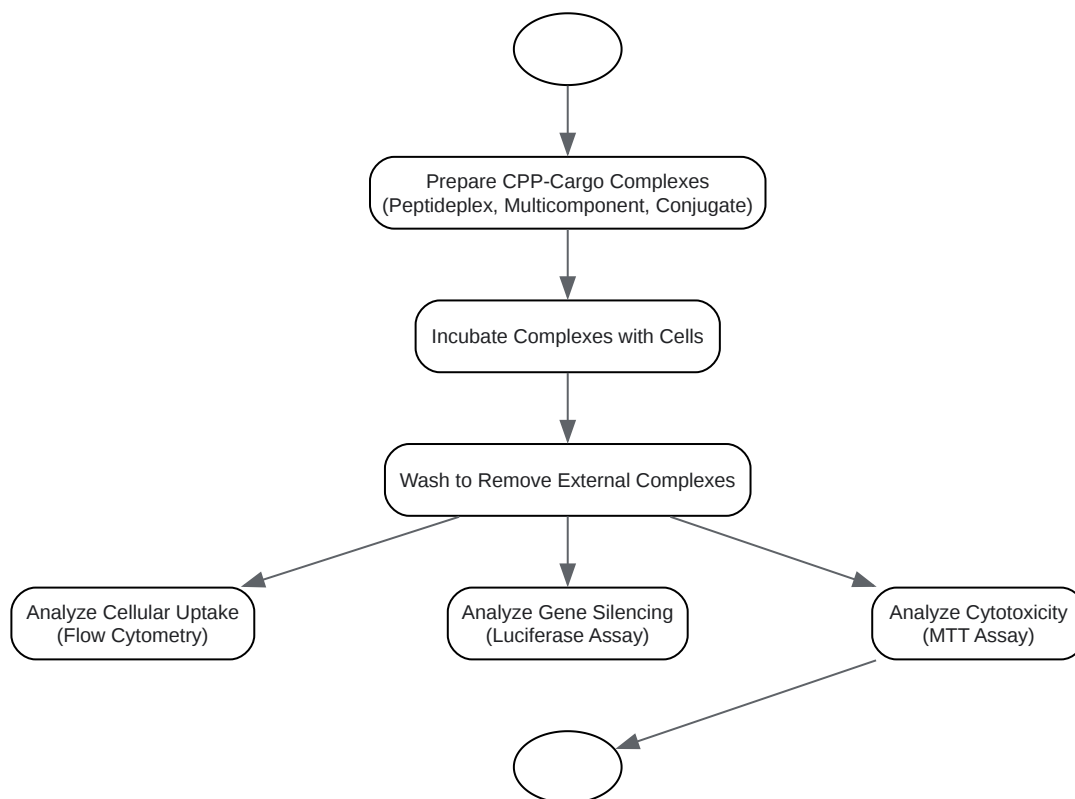 Prepare CPP-Cargo Complexes
(Peptideplex, Multicomponent, Conjugate)
Incubate Complexes with Cells
Wash to Remove External Complexes
Analyze Cellular Uptake
(Flow Cytometry)
Analyze Gene Silencing
(Luciferase Assay)
Analyze Cytotoxicity
(MTT Assay)